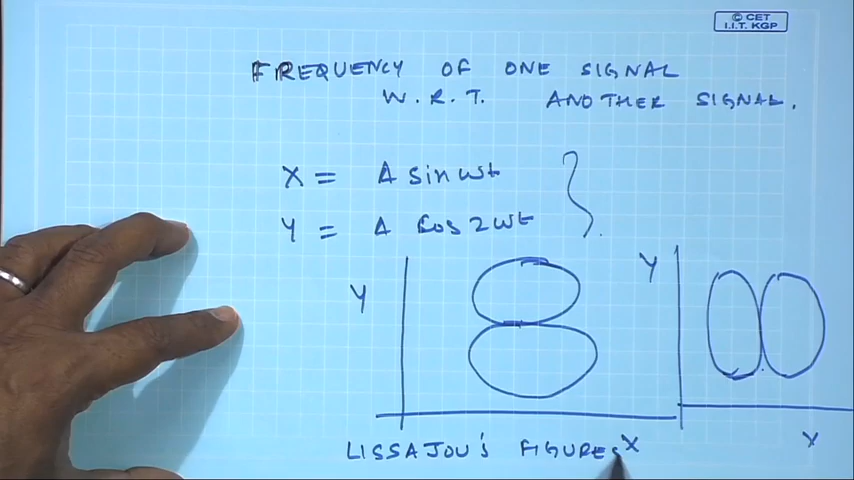 © CET
I.I.T. KGP
FREQUENCY OF ONE SIGNAL
W.R.T. ANOTHER SIGNAL.
X = A sin ωt
Y = A Cos 2ωt
Y
Y
X
X
LISSAJOU'S FIGURES